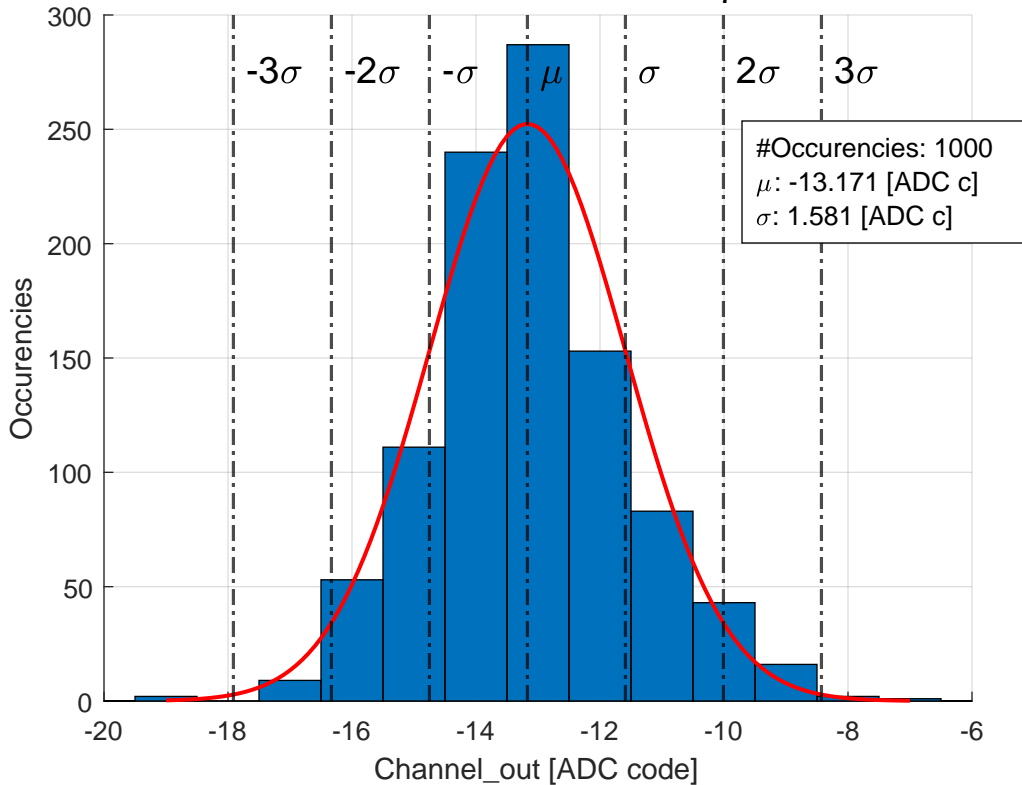 300
-3σ
-2σ
-σ
μ
σ
2σ
3σ
250
#Occurencies: 1000
μ: -13.171 [ADC c]
σ: 1.581 [ADC c]
200
150
100
50
0
Occurencies
-20
-18
-16
-14
-12
-10
-8
-6
Channel_out [ADC code]